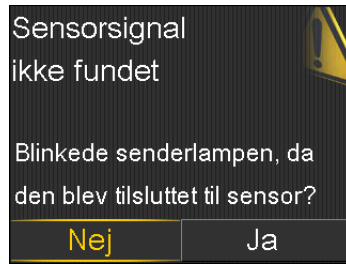 Sensorsignal
ikke fundet
Blinkede senderlampen, da
den blev tilsluttet til sensor?
Nej
Ja